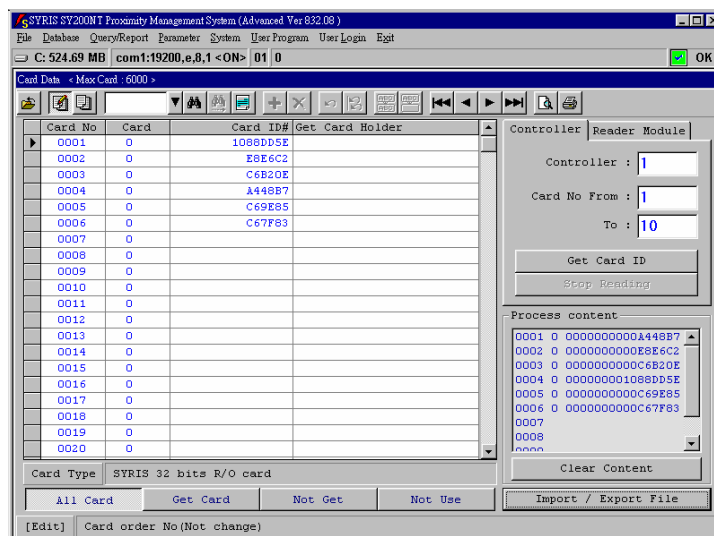 SYRIS SY200NT Proximity Management System (Advanced Ver 832.08 )
File Database Query/Report Parameter System User Program User Login Exit
C: 524.69 MB com1:19200,e,8,1 <ON> 01 0 OK
Card Data < Max Card : 6000 >
Card No Card Card ID# Get Card Holder
0001 0 1088DD5E
0002 0 E8E6C2
0003 0 C6B20E
0004 0 A448B7
0005 0 C69E85
0006 0 C67F83
0007 0
0008 0
0009 0
0010 0
0011 0
0012 0
0013 0
0014 0
0015 0
0016 0
0017 0
0018 0
0019 0
0020 0
Card Type SYRIS 32 bits R/O card
All Card Get Card Not Get Not Use
[Edit] Card order No(Not change)
Controller Reader Module
Controller : 1
Card No From : 1
To : 10
Get Card ID
Stop Reading
Process content
0001 0 0000000000A448B7
0002 0 0000000000E8E6C2
0003 0 0000000000C6B20E
0004 0 000000001088DD5E
0005 0 0000000000C69E85
0006 0 0000000000C67F83
0007
0008
Clear Content
Import / Export File